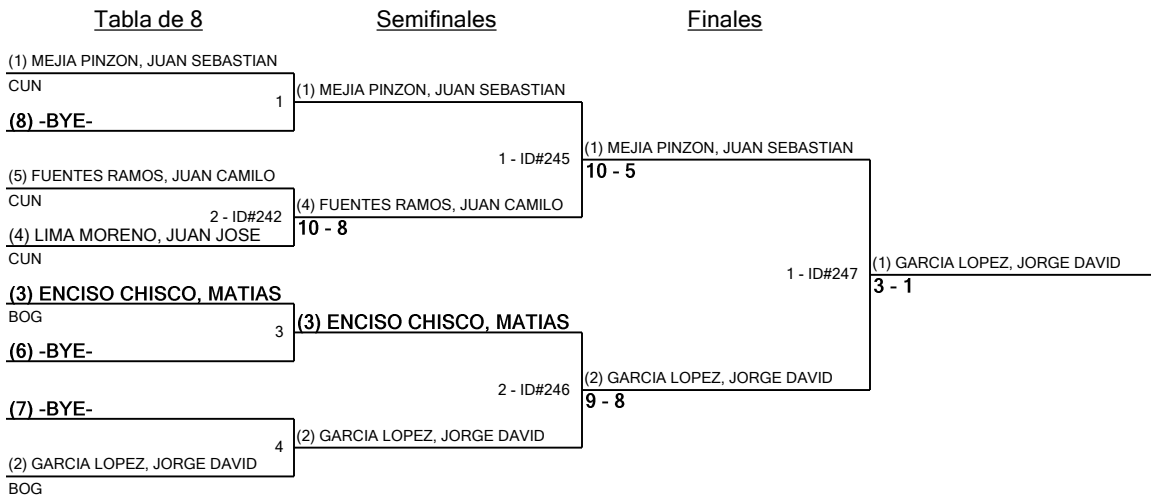 Tabla de 8
Semifinales
Finales
(1) MEJIA PINZON, JUAN SEBASTIAN
CUN
1
(8) -BYE-
(1) MEJIA PINZON, JUAN SEBASTIAN
1 - ID#245
(1) MEJIA PINZON, JUAN SEBASTIAN
10 - 5
(5) FUENTES RAMOS, JUAN CAMILO
CUN
2 - ID#242
(4) LIMA MORENO, JUAN JOSE
CUN
(4) FUENTES RAMOS, JUAN CAMILO
10 - 8
1 - ID#247
(1) GARCIA LOPEZ, JORGE DAVID
3 - 1
(3) ENCISO CHISCO, MATIAS
BOG
3
(6) -BYE-
(3) ENCISO CHISCO, MATIAS
2 - ID#246
(2) GARCIA LOPEZ, JORGE DAVID
9 - 8
(7) -BYE-
4
(2) GARCIA LOPEZ, JORGE DAVID
BOG
(2) GARCIA LOPEZ, JORGE DAVID